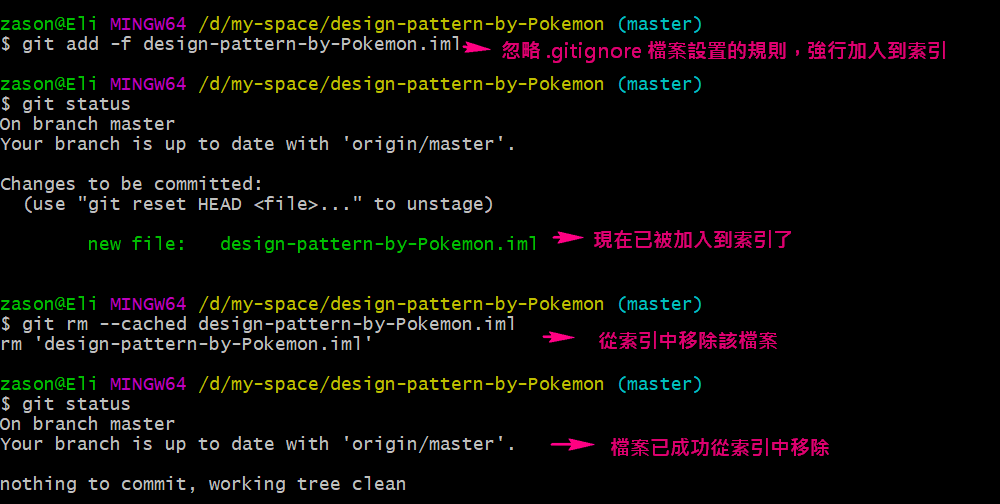 zason@Eli MINGW64 /d/my-space/design-pattern-by-Pokemon (master)
$ git add -f design-pattern-by-Pokemon.iml 忽略 .gitignore 檔案設置的規則，強行加入到索引
zason@Eli MINGW64 /d/my-space/design-pattern-by-Pokemon (master)
$ git status
On branch master
Your branch is up to date with 'origin/master'.
Changes to be committed:
(use "git reset HEAD <file>..." to unstage)
new file: design-pattern-by-Pokemon.iml 現在已被加入到索引了
zason@Eli MINGW64 /d/my-space/design-pattern-by-Pokemon (master)
$ git rm --cached design-pattern-by-Pokemon.iml
rm 'design-pattern-by-Pokemon.iml' 從索引中移除該檔案
zason@Eli MINGW64 /d/my-space/design-pattern-by-Pokemon (master)
$ git status
On branch master
Your branch is up to date with 'origin/master'. 檔案已成功從索引中移除
nothing to commit, working tree clean